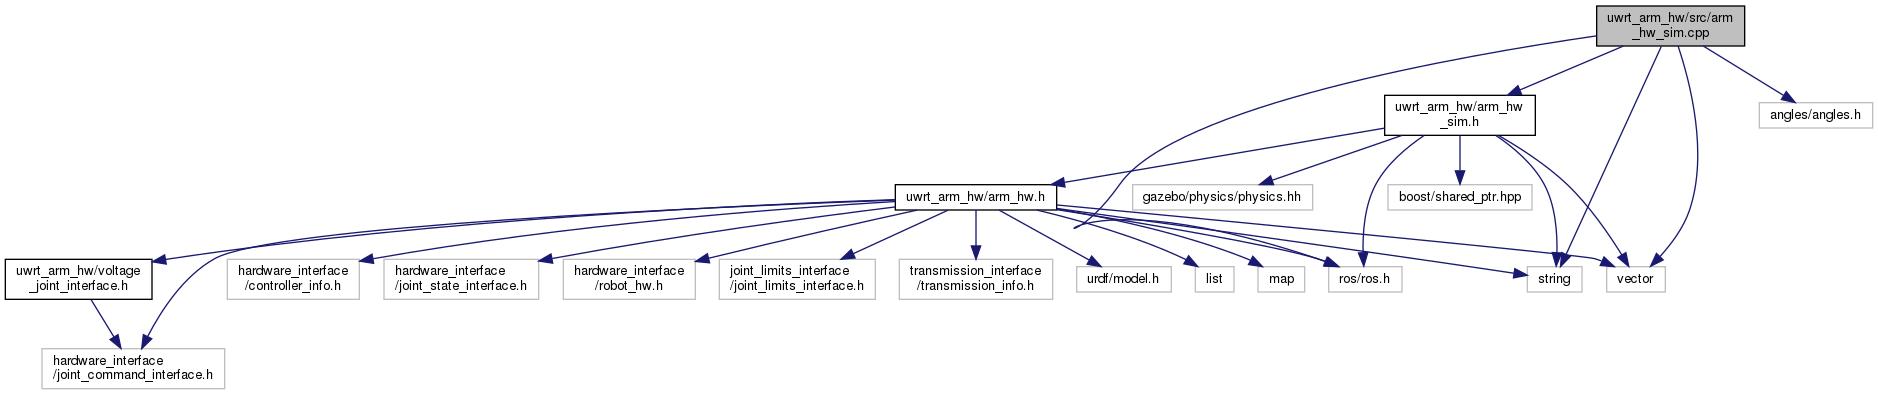 uwrt_arm_hw/src/arm
_hw_sim.cpp
uwrt_arm_hw/arm_hw
_sim.h
angles/angles.h
uwrt_arm_hw/arm_hw.h
gazebo/physics/physics.hh
boost/shared_ptr.hpp
uwrt_arm_hw/voltage
_joint_interface.h
hardware_interface
/controller_info.h
hardware_interface
/joint_state_interface.h
hardware_interface
/robot_hw.h
joint_limits_interface
/joint_limits_interface.h
transmission_interface
/transmission_info.h
urdf/model.h
list
map
ros/ros.h
string
vector
hardware_interface
/joint_command_interface.h